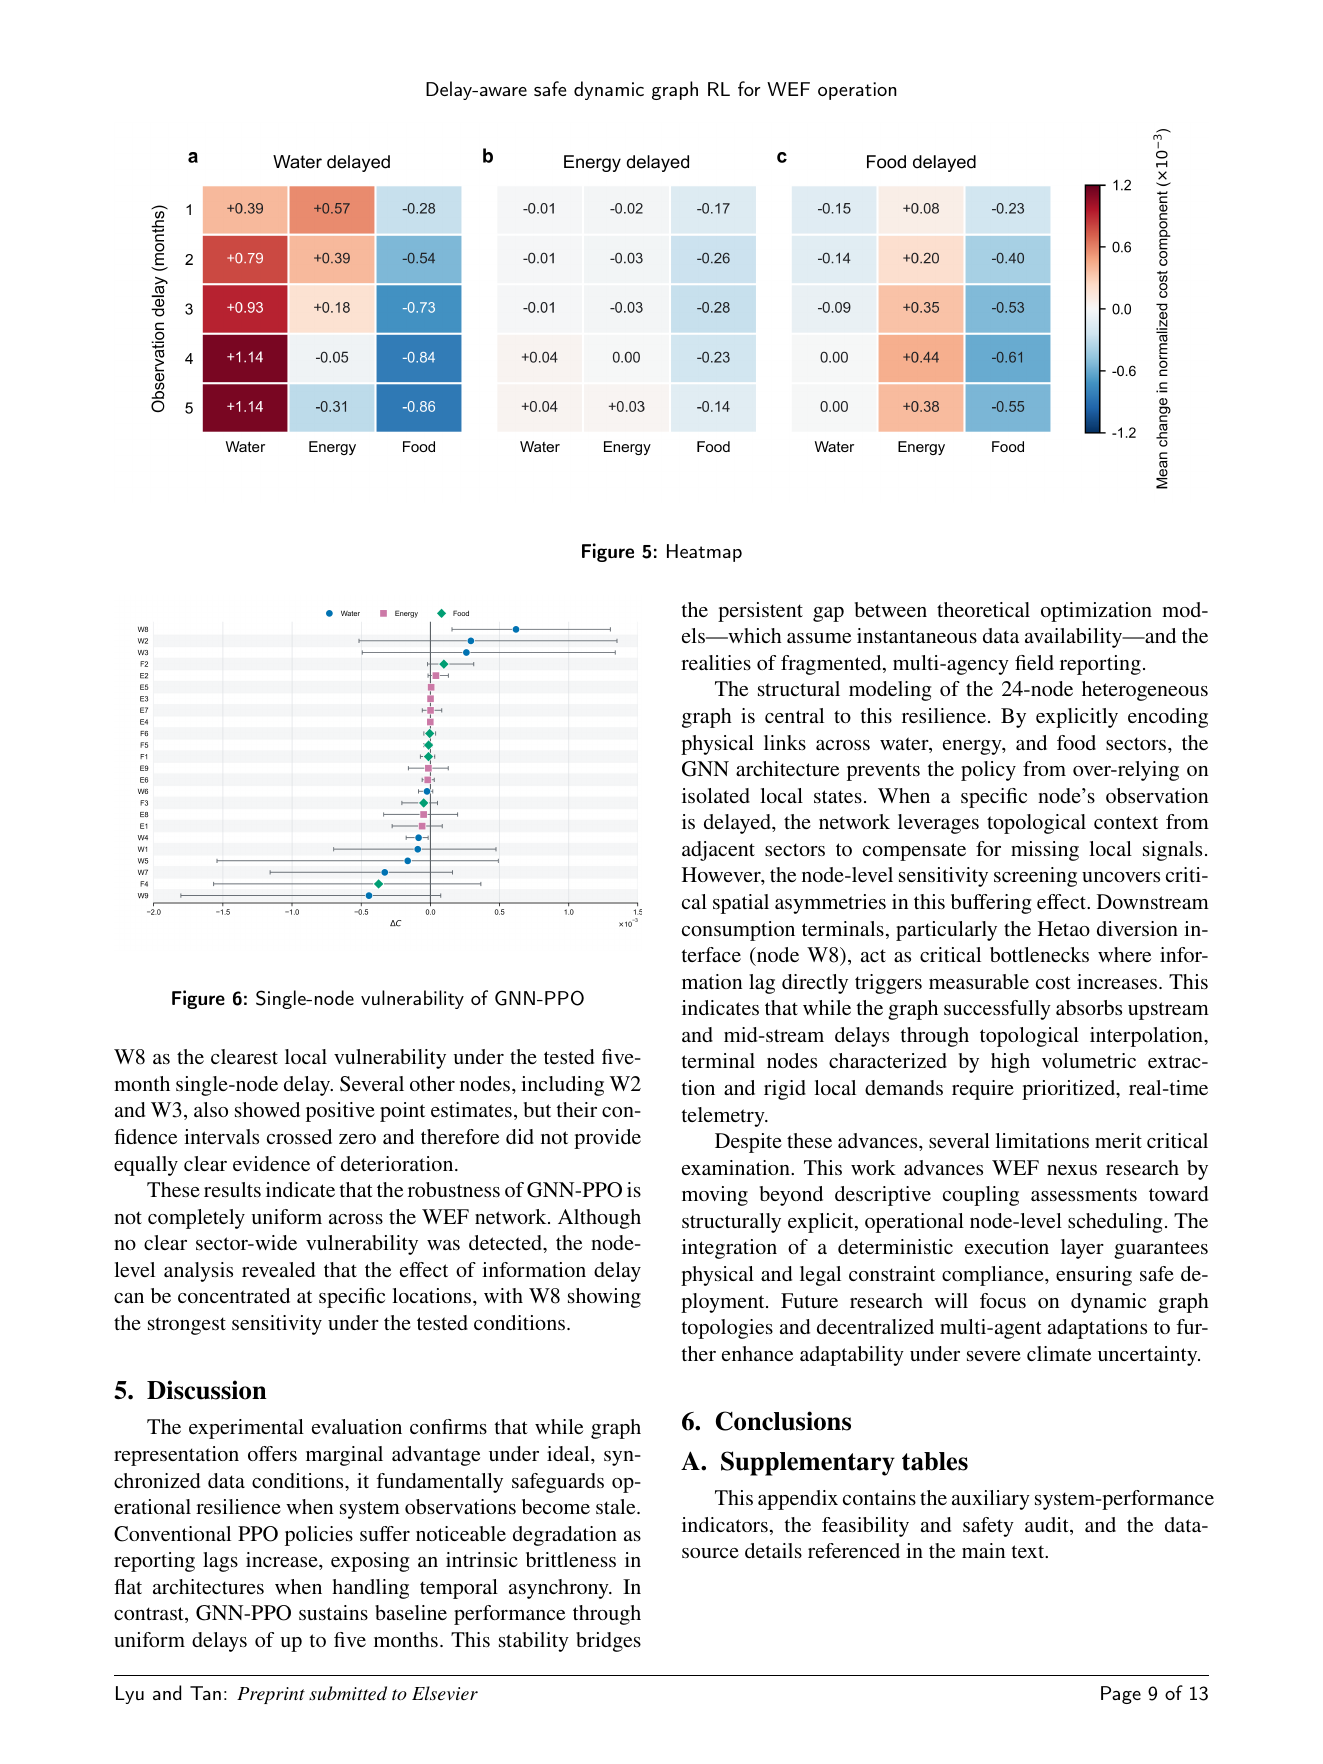 Delay-aware safe dynamic graph RL for WEF operation
a Water delayed
b Energy delayed
c Food delayed
Observation delay (months)
1 +0.39 +0.57 -0.28 -0.01 -0.02 -0.17 -0.15 +0.08 -0.23
2 +0.79 +0.39 -0.54 -0.01 -0.03 -0.26 -0.14 +0.20 -0.40
3 +0.93 +0.18 -0.73 -0.01 -0.03 -0.28 -0.09 +0.35 -0.53
4 +1.14 -0.05 -0.84 +0.04 0.00 -0.23 0.00 +0.44 -0.61
5 +1.14 -0.31 -0.86 +0.04 +0.03 -0.14 0.00 +0.38 -0.55
Water Energy Food Water Energy Food Water Energy Food
1.2
0.6
0.0
-0.6
-1.2
Mean change in normalized cost component (×10⁻³)
Figure 5: Heatmap
Water Energy Food
W8
W2
W3
F2
E2
E5
E3
E7
E4
F6
F5
F1
E9
E6
W6
F3
E8
E1
W4
W1
W5
W7
F4
W9
−2.0 −1.5 −1.0 −0.5 0.0 0.5 1.0 1.5
ΔC
×10⁻³
Figure 6: Single-node vulnerability of GNN-PPO
W8 as the clearest local vulnerability under the tested five-
month single-node delay. Several other nodes, including W2
and W3, also showed positive point estimates, but their con-
fidence intervals crossed zero and therefore did not provide
equally clear evidence of deterioration.
These results indicate that the robustness of GNN-PPO is
not completely uniform across the WEF network. Although
no clear sector-wide vulnerability was detected, the node-
level analysis revealed that the effect of information delay
can be concentrated at specific locations, with W8 showing
the strongest sensitivity under the tested conditions.
5. Discussion
The experimental evaluation confirms that while graph
representation offers marginal advantage under ideal, syn-
chronized data conditions, it fundamentally safeguards op-
erational resilience when system observations become stale.
Conventional PPO policies suffer noticeable degradation as
reporting lags increase, exposing an intrinsic brittleness in
flat architectures when handling temporal asynchrony. In
contrast, GNN-PPO sustains baseline performance through
uniform delays of up to five months. This stability bridges
the persistent gap between theoretical optimization mod-
els—which assume instantaneous data availability—and the
realities of fragmented, multi-agency field reporting.
The structural modeling of the 24-node heterogeneous
graph is central to this resilience. By explicitly encoding
physical links across water, energy, and food sectors, the
GNN architecture prevents the policy from over-relying on
isolated local states. When a specific node's observation
is delayed, the network leverages topological context from
adjacent sectors to compensate for missing local signals.
However, the node-level sensitivity screening uncovers criti-
cal spatial asymmetries in this buffering effect. Downstream
consumption terminals, particularly the Hetao diversion in-
terface (node W8), act as critical bottlenecks where infor-
mation lag directly triggers measurable cost increases. This
indicates that while the graph successfully absorbs upstream
and mid-stream delays through topological interpolation,
terminal nodes characterized by high volumetric extrac-
tion and rigid local demands require prioritized, real-time
telemetry.
Despite these advances, several limitations merit critical
examination. This work advances WEF nexus research by
moving beyond descriptive coupling assessments toward
structurally explicit, operational node-level scheduling. The
integration of a deterministic execution layer guarantees
physical and legal constraint compliance, ensuring safe de-
ployment. Future research will focus on dynamic graph
topologies and decentralized multi-agent adaptations to fur-
ther enhance adaptability under severe climate uncertainty.
6. Conclusions
A. Supplementary tables
This appendix contains the auxiliary system-performance
indicators, the feasibility and safety audit, and the data-
source details referenced in the main text.
Lyu and Tan: Preprint submitted to Elsevier
Page 9 of 13